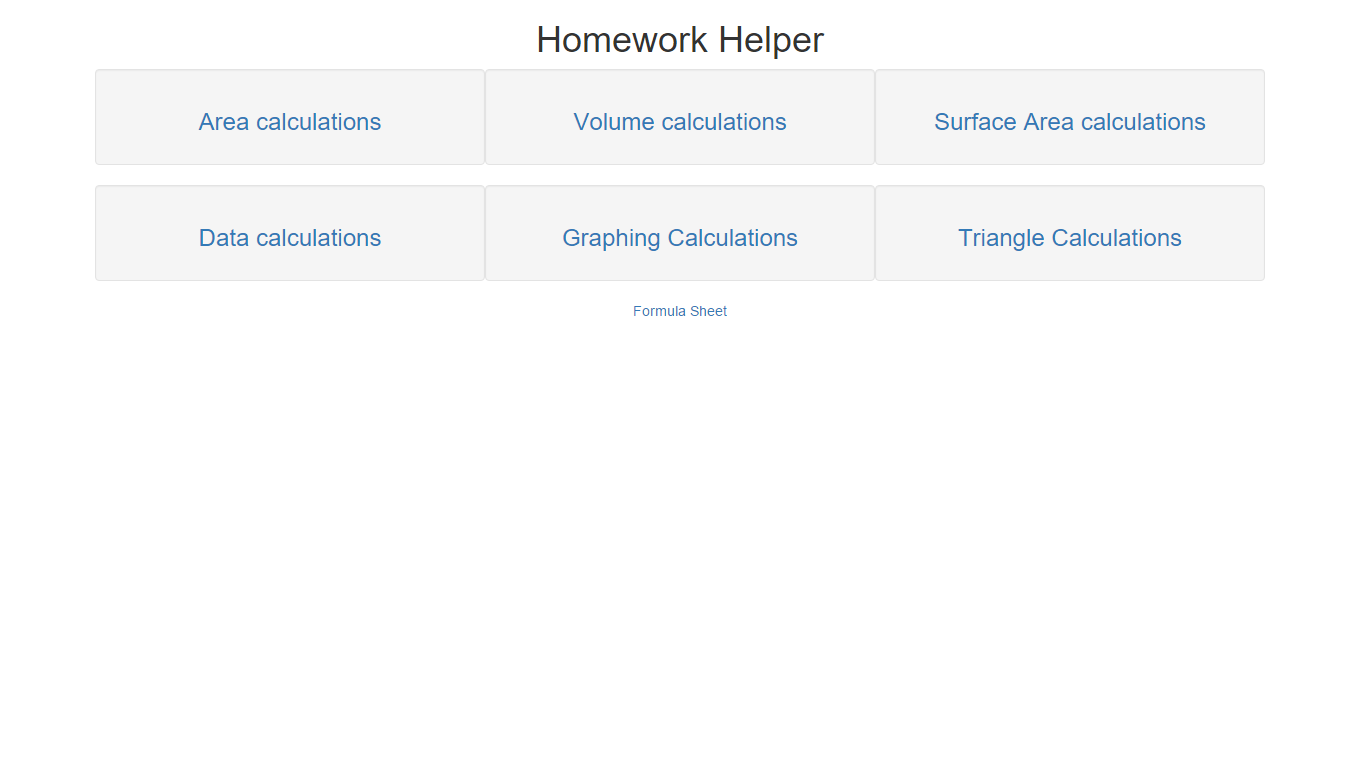 Homework Helper
Area calculations
Volume calculations
Surface Area calculations
Data calculations
Graphing Calculations
Triangle Calculations
Formula Sheet